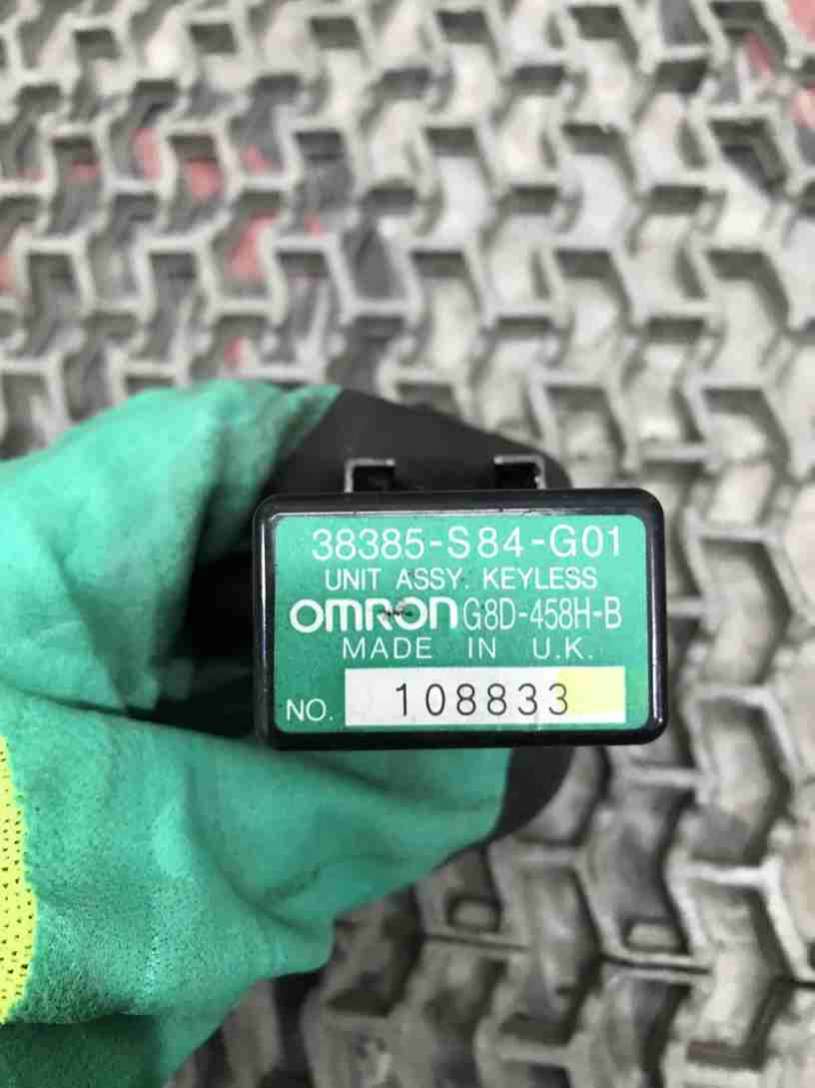 38385-S84-G01
UNIT ASSY. KEYLESS
OMRON G8D-458H-B
MADE IN U.K.
NO. 108833